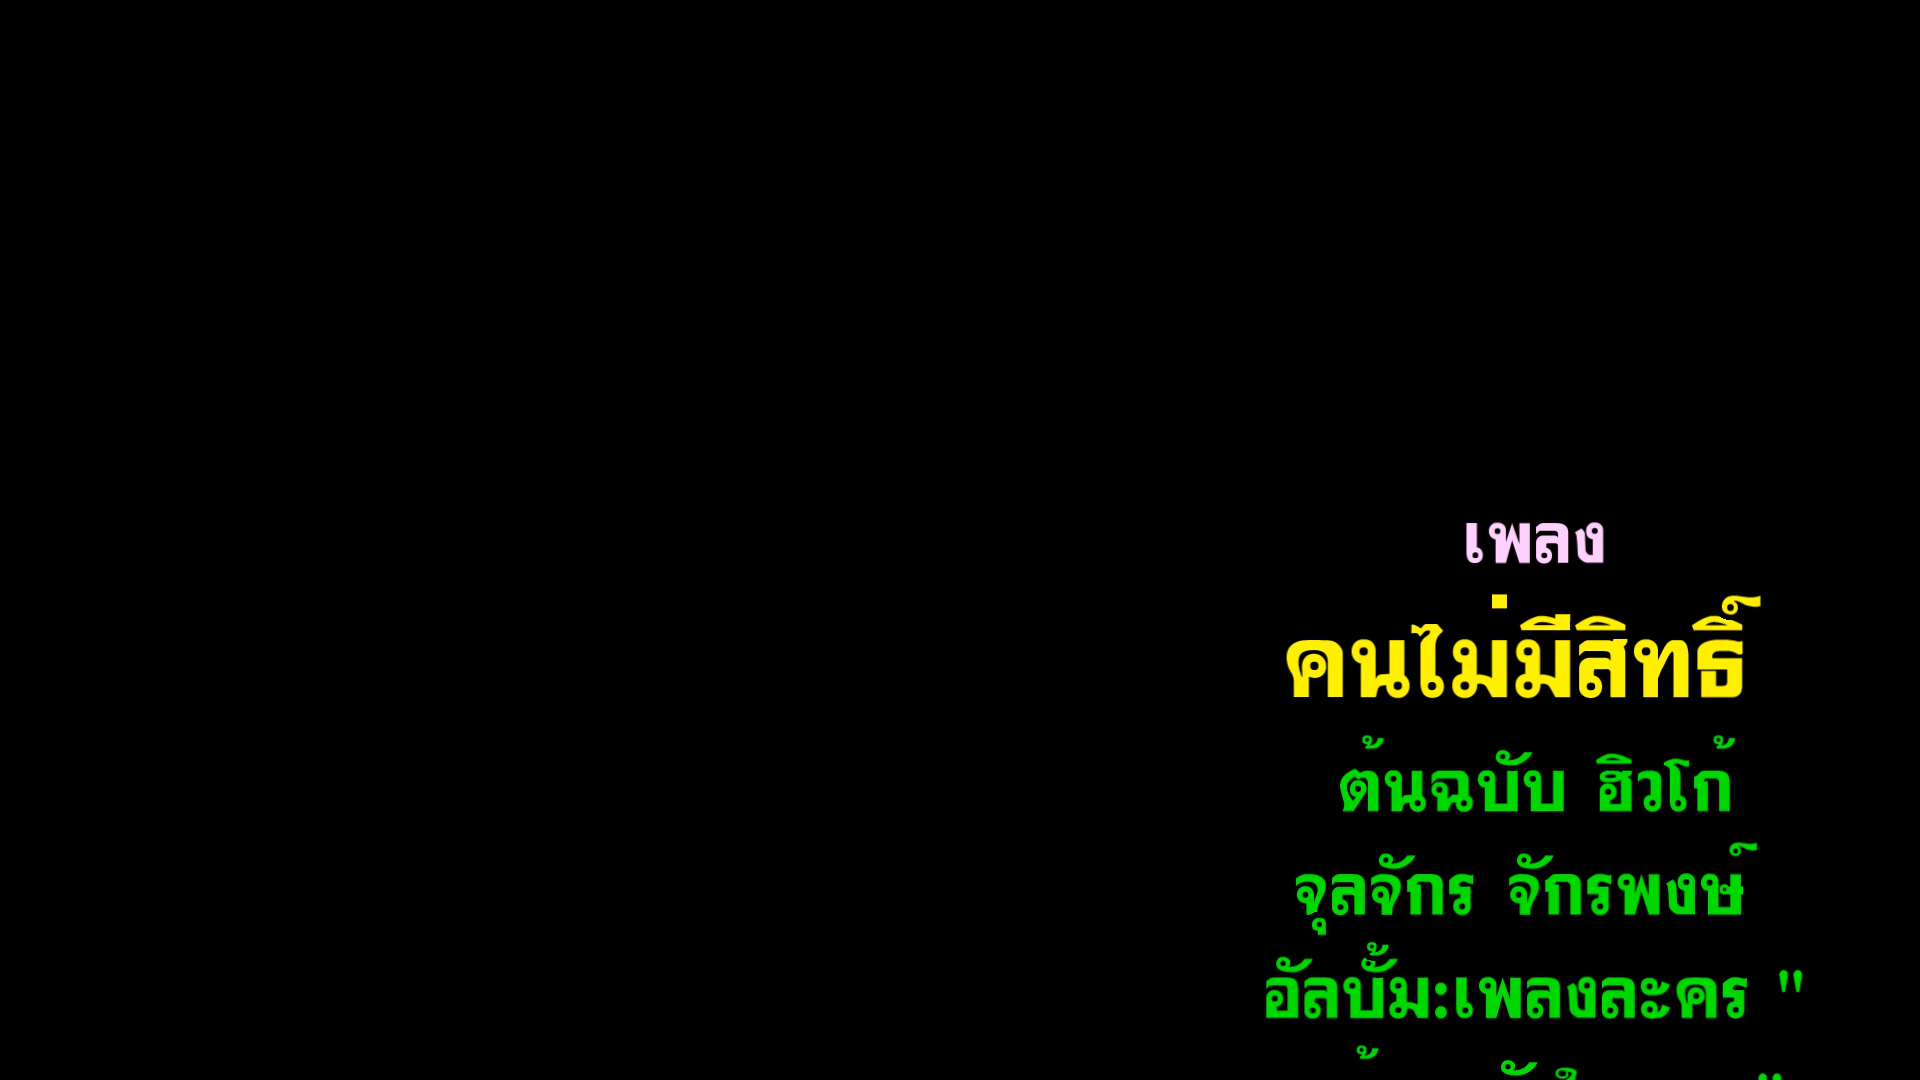 เพลง
คนไม่มีสิทธิ์
ต้นฉบับ ฮิวโก้
จุลจักร จักรพงษ์
อัลบั้ม:เพลงละคร "